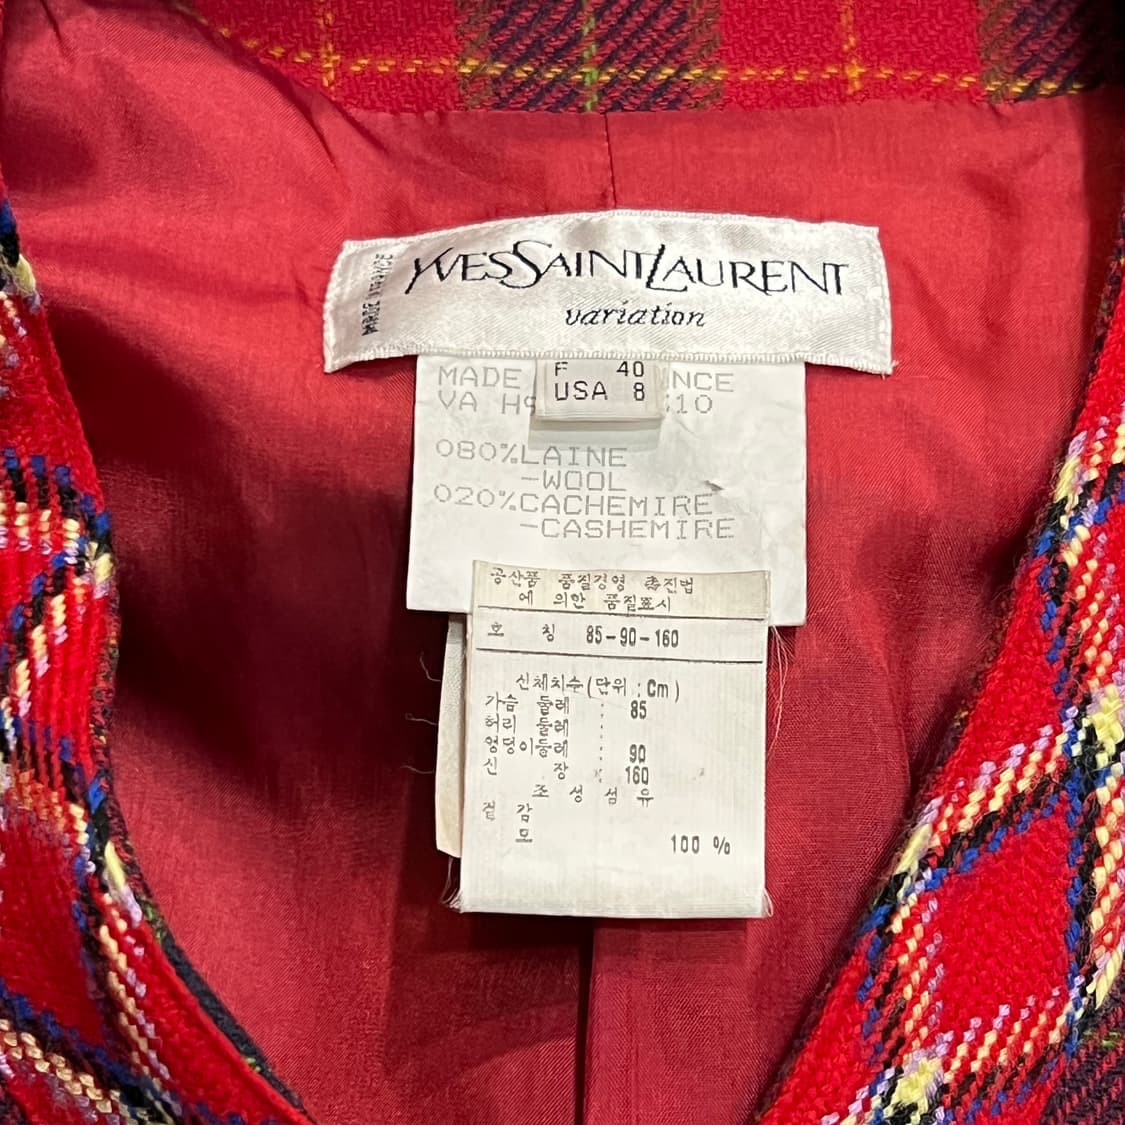 MADE IN FRANCE
YVES SAINT LAURENT
variation
F 40
USA 8
MADE NCE
VA H 10
080%LAINE
-WOOL
020%CACHEMIRE
-CASHEMIRE
공산품 품질경영 촉진법
에 의한 품질표시
호 칭 85-90-160
신체치수(단위 : Cm)
가슴 둘레 : 85
허리 둘레 :
엉덩이둘레 : 90
신 장 : 160
조 성 섬 유
겉 감
모 100 %